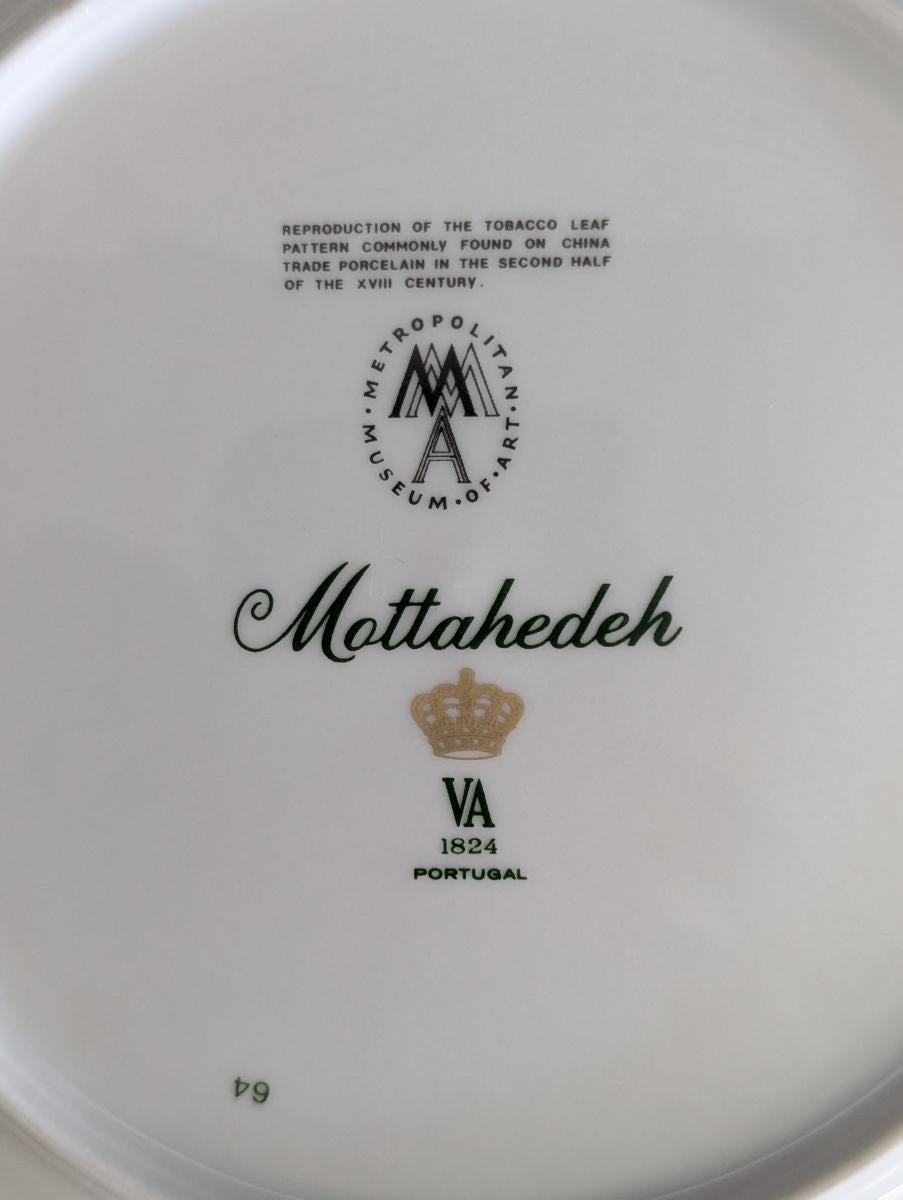 REPRODUCTION OF THE TOBACCO LEAF
PATTERN COMMONLY FOUND ON CHINA
TRADE PORCELAIN IN THE SECOND HALF
OF THE XVIII CENTURY.
METROPOLITAN · MUSEUM · OF · ART ·
MMA
Mottahedeh
VA
1824
PORTUGAL
64